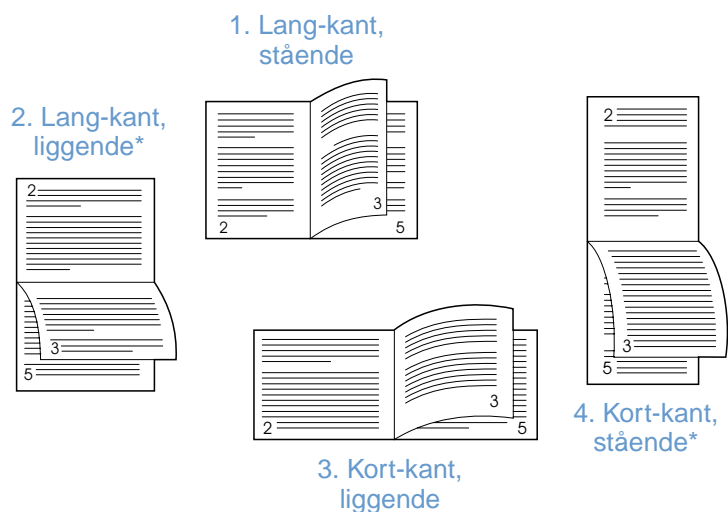 1. Lang-kant,
stående
2. Lang-kant,
liggende*
2
3
5
2
3
5
2
3
5
2
3
5
3. Kort-kant,
liggende
4. Kort-kant,
stående*